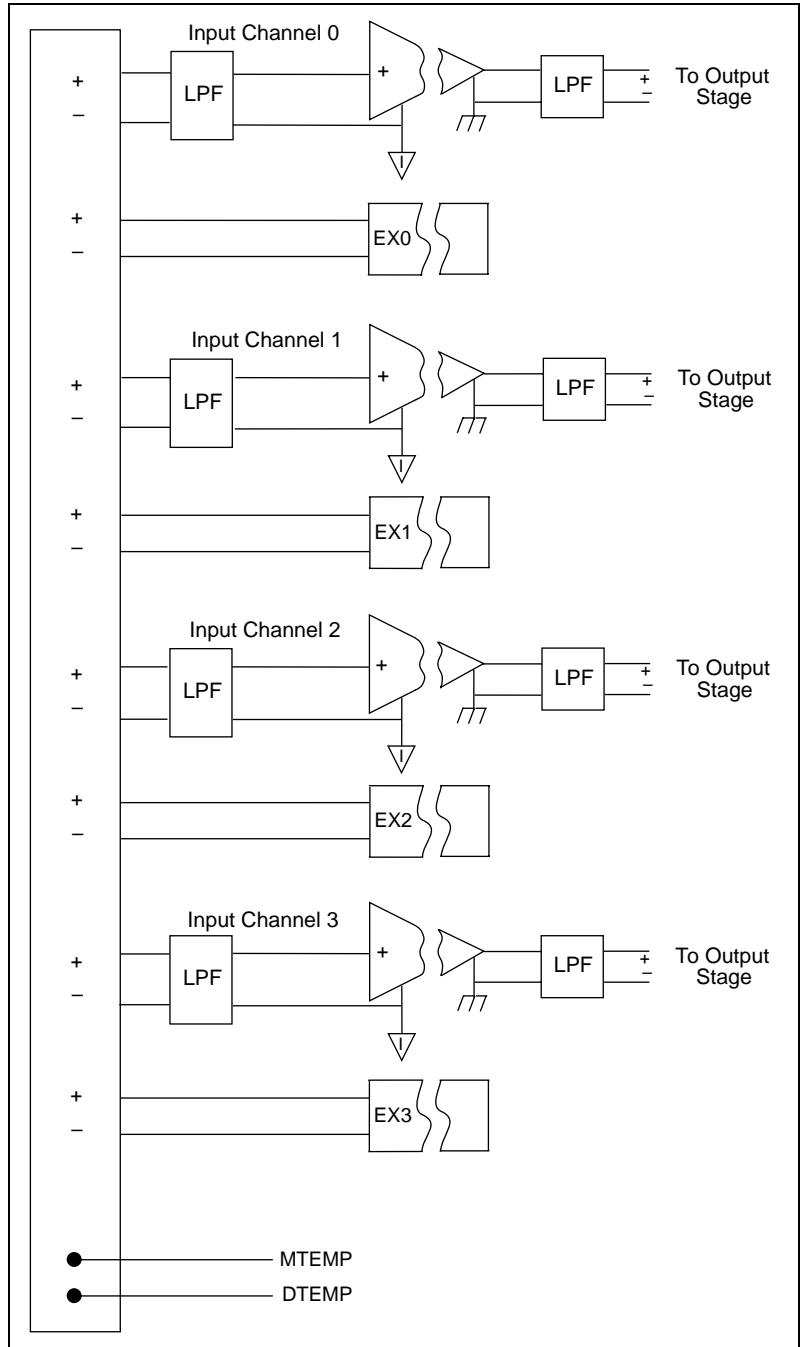 Input Channel 0
+
–
LPF
+
I
LPF
+
–
To Output
Stage
+
–
EX0
Input Channel 1
+
–
LPF
+
I
LPF
+
–
To Output
Stage
+
–
EX1
Input Channel 2
+
–
LPF
+
I
LPF
+
–
To Output
Stage
+
–
EX2
Input Channel 3
+
–
LPF
+
I
LPF
+
–
To Output
Stage
+
–
EX3
MTEMP
DTEMP